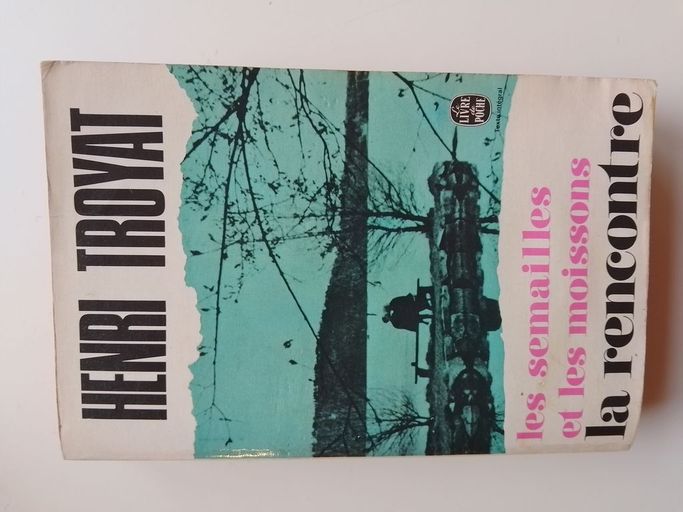 HENRI TROYAT
Le
LIVRE
de
POCHE
Texte intégral
les semailles
et les moissons
la rencontre